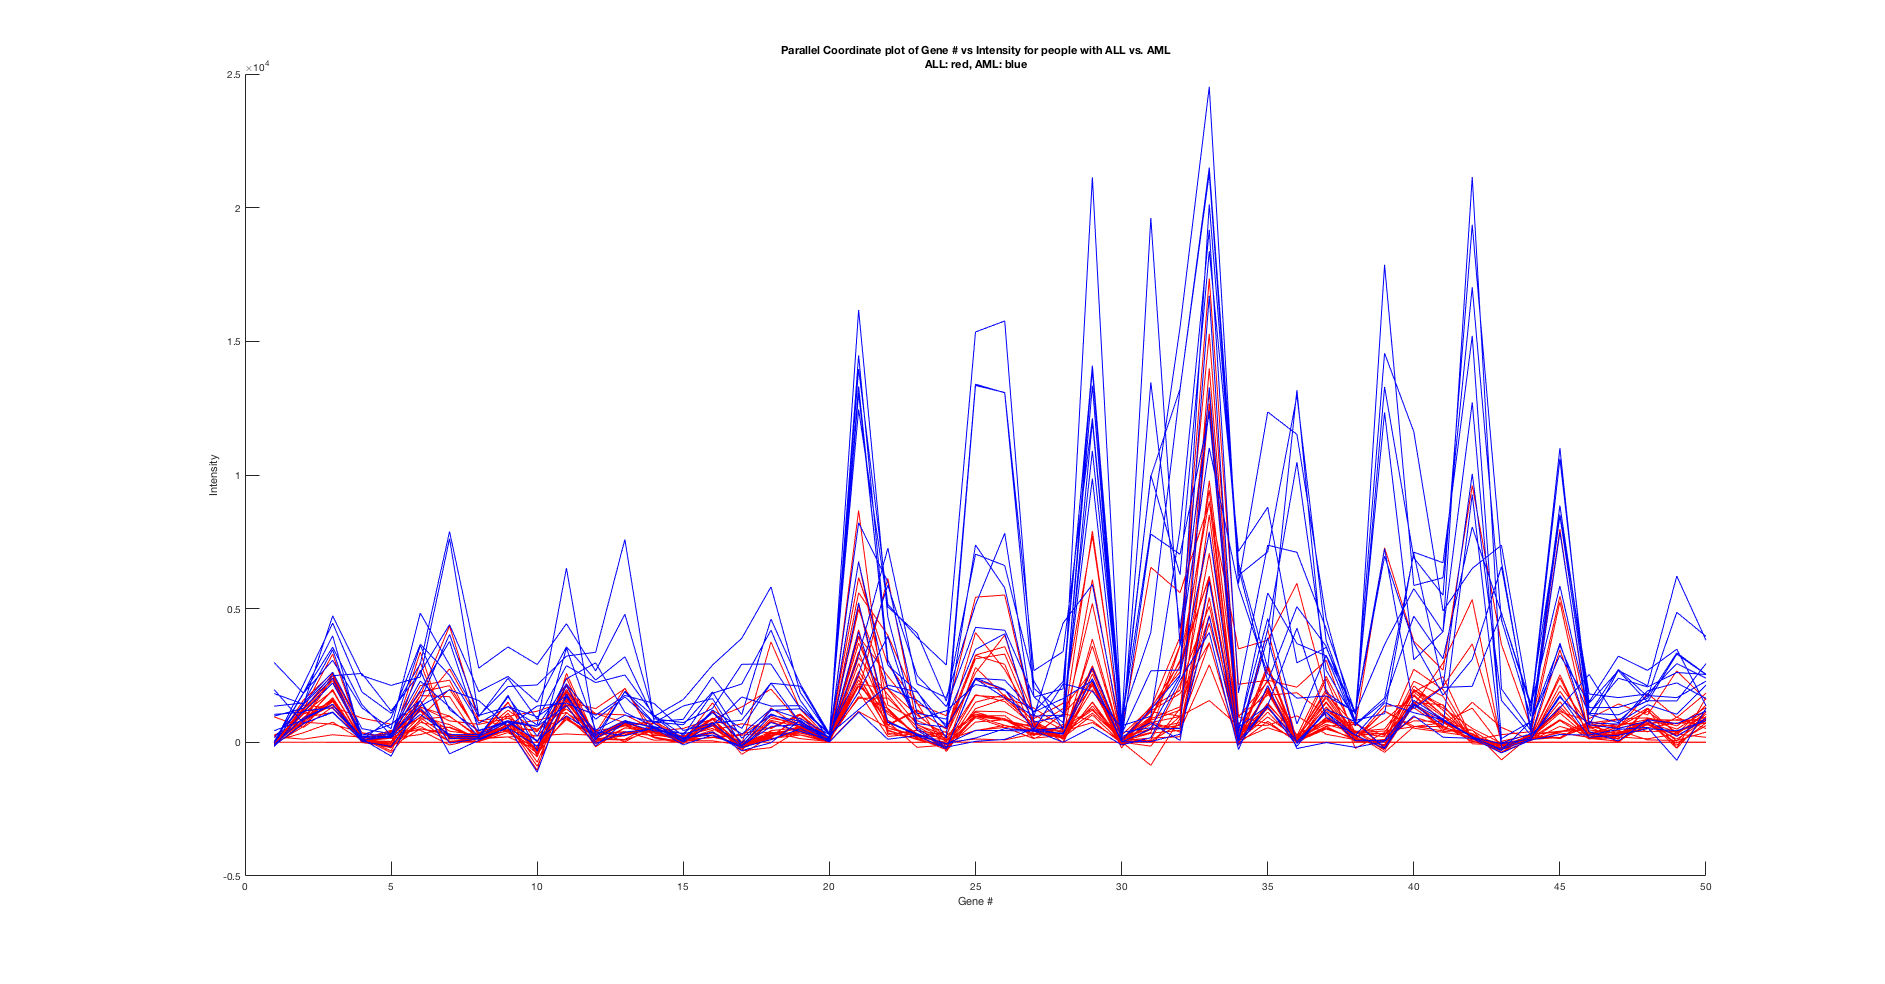 Parallel Coordinate plot of Gene # vs Intensity for people with ALL vs. AML
ALL: red, AML: blue
×10⁴
2.5
2
1.5
1
0.5
0
-0.5
Intensity
0 5 10 15 20 25 30 35 40 45 50
Gene #